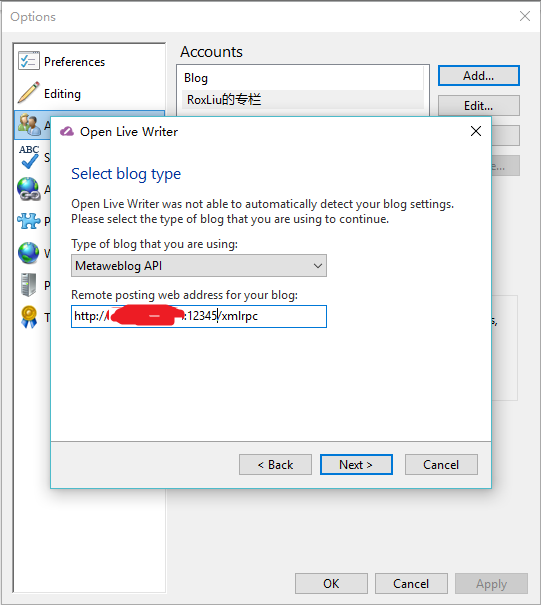 Options
Preferences
Editing
Accounts
Blog
RoxLiu的专栏
Add...
Edit...
Open Live Writer
Select blog type
Open Live Writer was not able to automatically detect your blog settings.
Please select the type of blog that you are using to continue.
Type of blog that you are using:
Metaweblog API
Remote posting web address for your blog:
http:// :12345/xmlrpc
< Back
Next >
Cancel
OK
Cancel
Apply